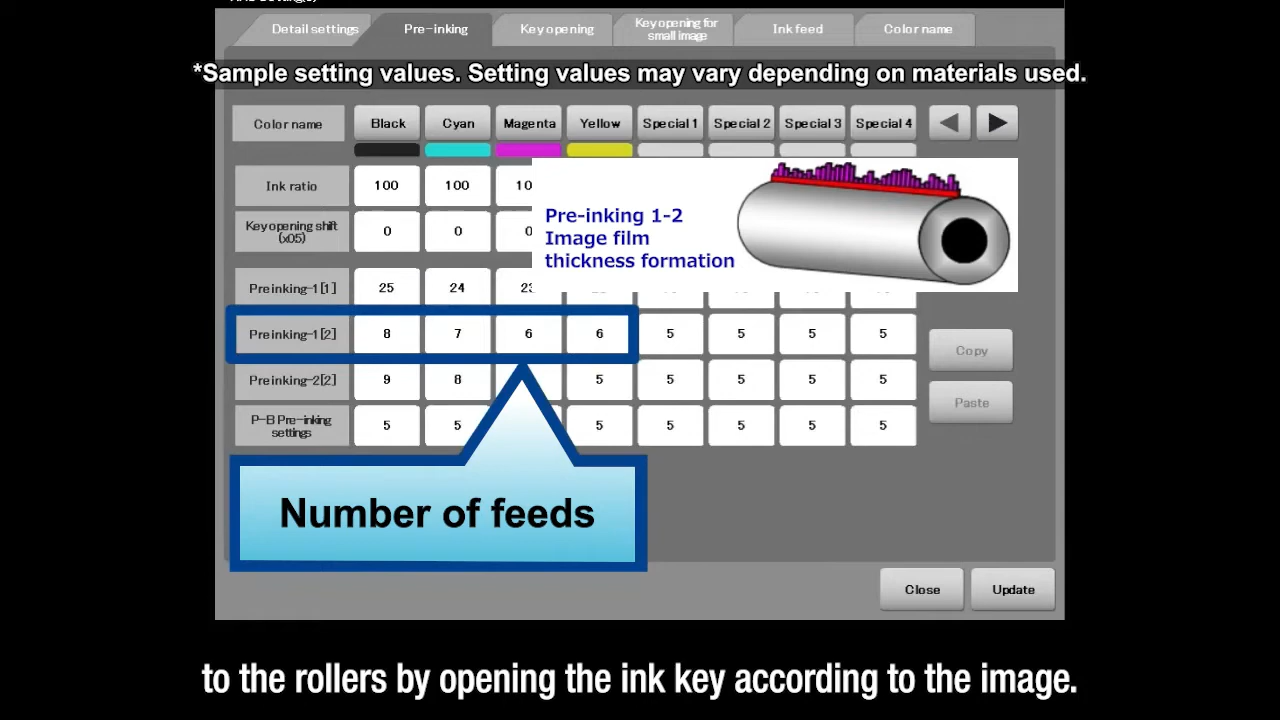 Detail settings Pre-inking Key opening Key opening for small image Ink feed Color name
*Sample setting values. Setting values may vary depending on materials used.
Color name Black Cyan Magenta Yellow Special 1 Special 2 Special 3 Special 4
Ink ratio 100 100
Key opening shift (x05) 0 0 0
Pre-inking 1-2
Image film
thickness formation
Preinking-1[1] 25 24
Preinking-1[2] 8 7 6 6 5 5 5 5
Copy
Preinking-2[2] 9 8 5 5 5 5 5
Paste
P-B Pre-inking settings 5 5 5 5 5 5 5
Number of feeds
Close Update
to the rollers by opening the ink key according to the image.